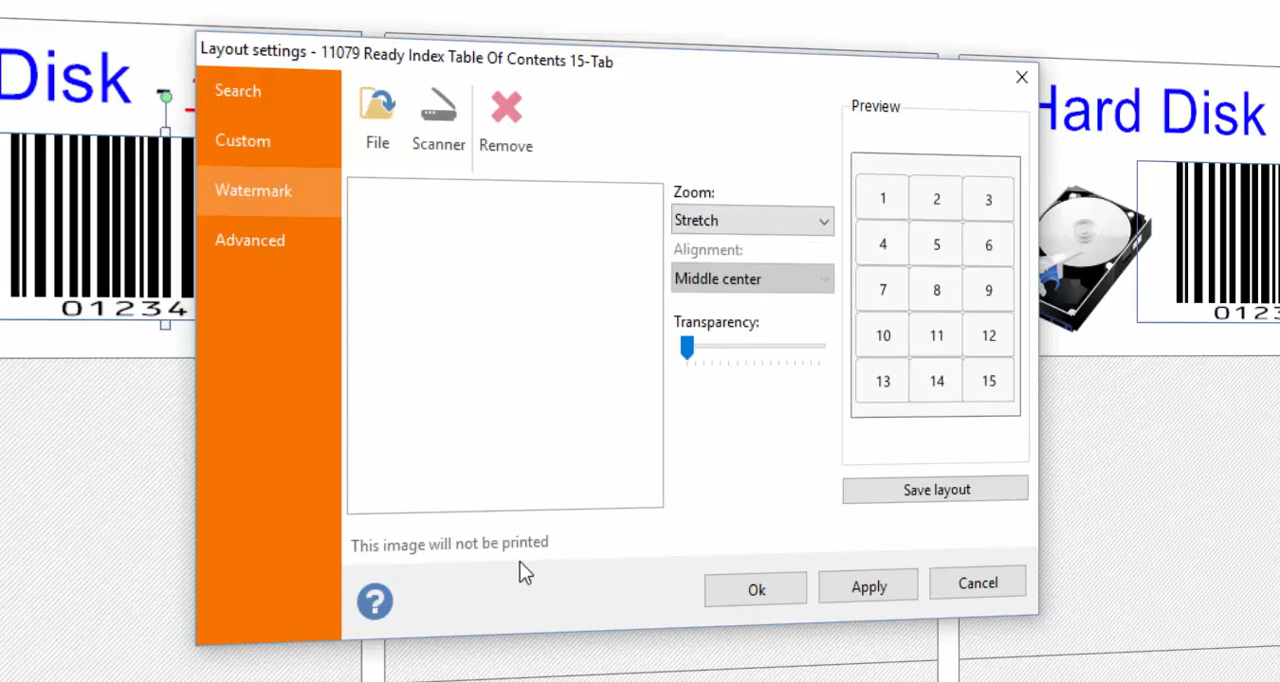 Layout settings - 11079 Ready Index Table Of Contents 15-Tab
Search
Custom
Watermark
Advanced
File
Scanner
Remove
Zoom:
Stretch
Alignment:
Middle center
Transparency:
Preview
1 2 3
4 5 6
7 8 9
10 11 12
13 14 15
Save layout
This image will not be printed
Ok
Apply
Cancel
Disk
01234
Hard Disk
0123